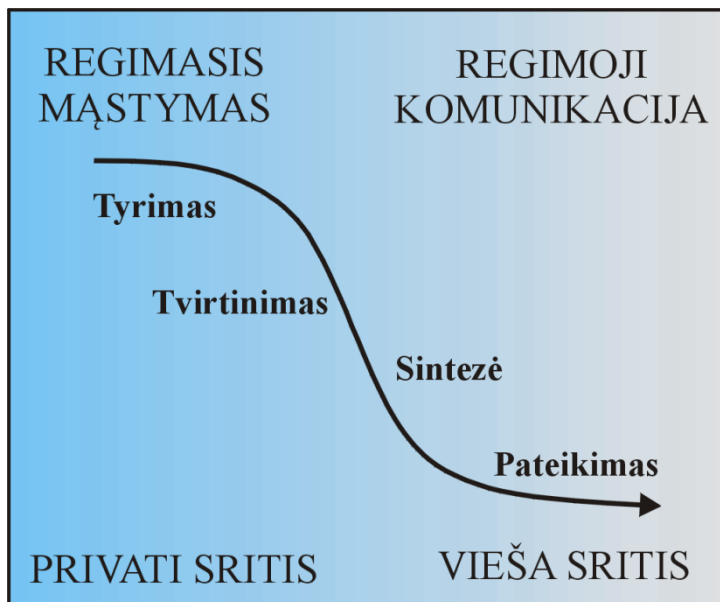 REGIMASIS
MĄSTYMAS
REGIMOJI
KOMUNIKACIJA
Tyrimas
Tvirtinimas
Sintezė
Pateikimas
PRIVATI SRITIS
VIEŠA SRITIS